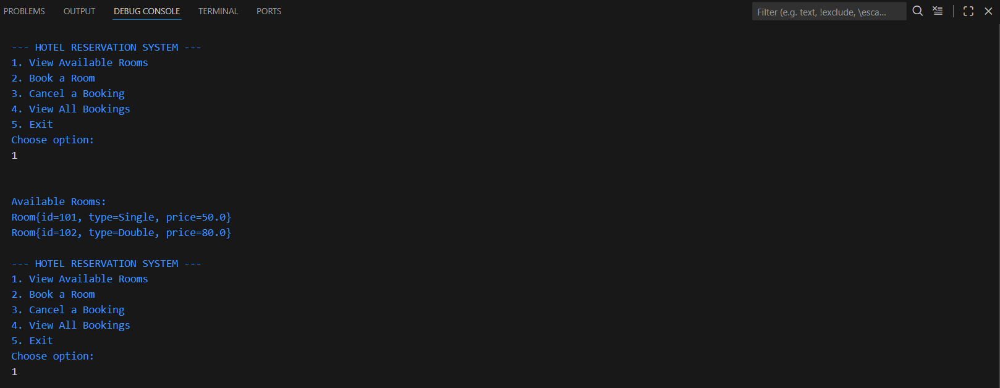 PROBLEMS OUTPUT DEBUG CONSOLE TERMINAL PORTS Filter (e.g. text, !exclude, \esca...
--- HOTEL RESERVATION SYSTEM ---
1. View Available Rooms
2. Book a Room
3. Cancel a Booking
4. View All Bookings
5. Exit
Choose option:
1
Available Rooms:
Room{id=101, type=Single, price=50.0}
Room{id=102, type=Double, price=80.0}
--- HOTEL RESERVATION SYSTEM ---
1. View Available Rooms
2. Book a Room
3. Cancel a Booking
4. View All Bookings
5. Exit
Choose option:
1